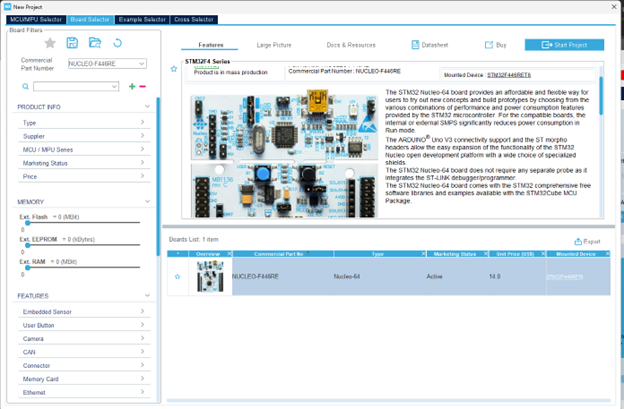 New Project
MCU/MPU Selector
Board Selector
Example Selector
Cross Selector
Board Filters
Commercial
Part Number
NUCLEO-F446RE
PRODUCT INFO
Type
Supplier
MCU / MPU Series
Marketing Status
Price
MEMORY
Ext. Flash = 0 (MBit)
0
Ext. EEPROM = 0 (kBytes)
0
Ext. RAM = 0 (MBit)
0
FEATURES
Embedded Sensor
User Button
Camera
CAN
Connector
Memory Card
Ethernet
Features
Large Picture
Docs & Resources
Datasheet
Buy
Start Project
STM32F4 Series
Product is in mass production
Commercial Part Number : NUCLEO-F446RE
Mounted Device : STM32F446RET6
The STM32 Nucleo-64 board provides an affordable and flexible way for
users to try out new concepts and build prototypes by choosing from the
various combinations of performance and power consumption features
provided by the STM32 microcontroller. For the compatible boards, the
internal or external SMPS significantly reduces power consumption in
Run mode.
The ARDUINO® Uno V3 connectivity support and the ST morpho
headers allow the easy expansion of the functionality of the STM32
Nucleo open development platform with a wide choice of specialized
shields.
The STM32 Nucleo-64 board does not require any separate probe as it
integrates the ST-LINK debugger/programmer.
The STM32 Nucleo-64 board comes with the STM32 comprehensive free
software libraries and examples available with the STM32Cube MCU
Package.
Boards List: 1 item
Export
* Overview Commercial Part No Type Marketing Status Unit Price (US$) Mounted Device
NUCLEO-F446RE Nucleo-64 Active 14.0 STM32F446RET6